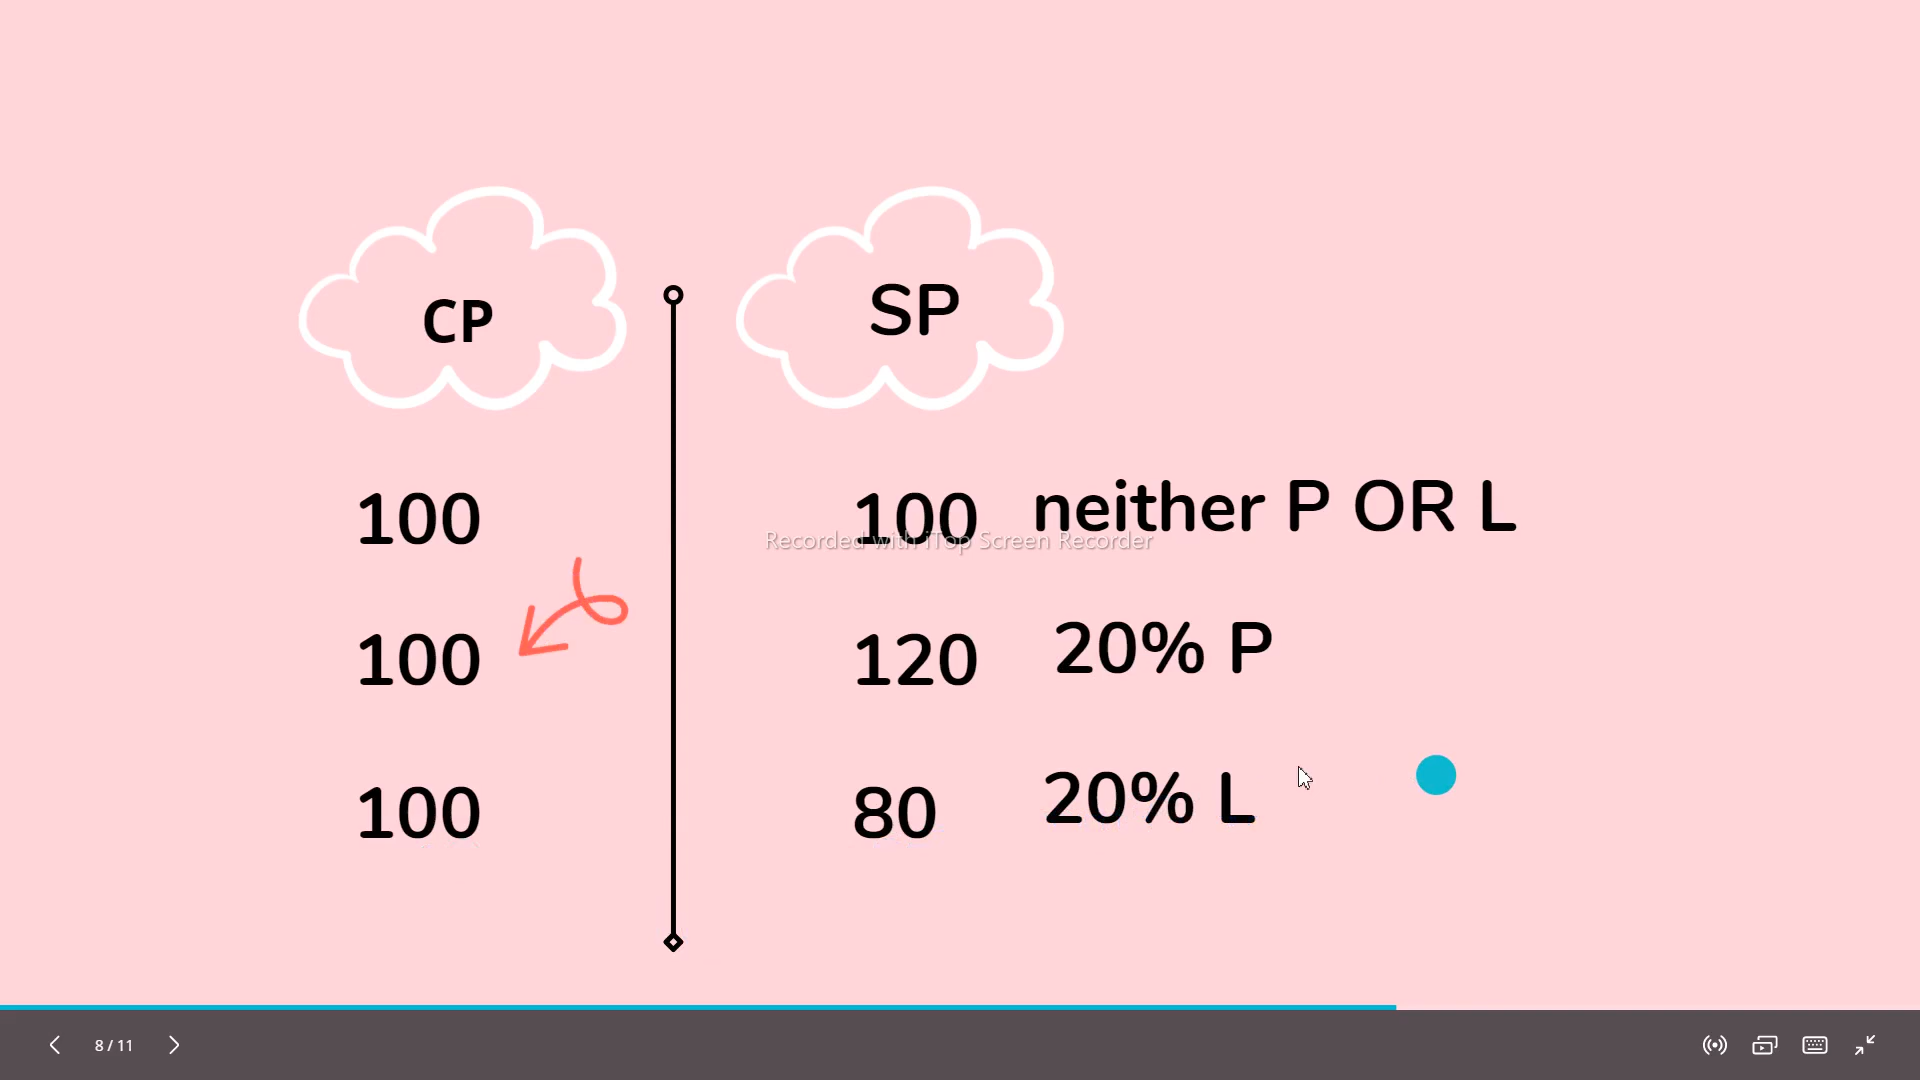 CP
SP
100
100 neither P OR L
Recorded with iTop Screen Recorder
100
120 20% P
100
80 20% L
8 / 11